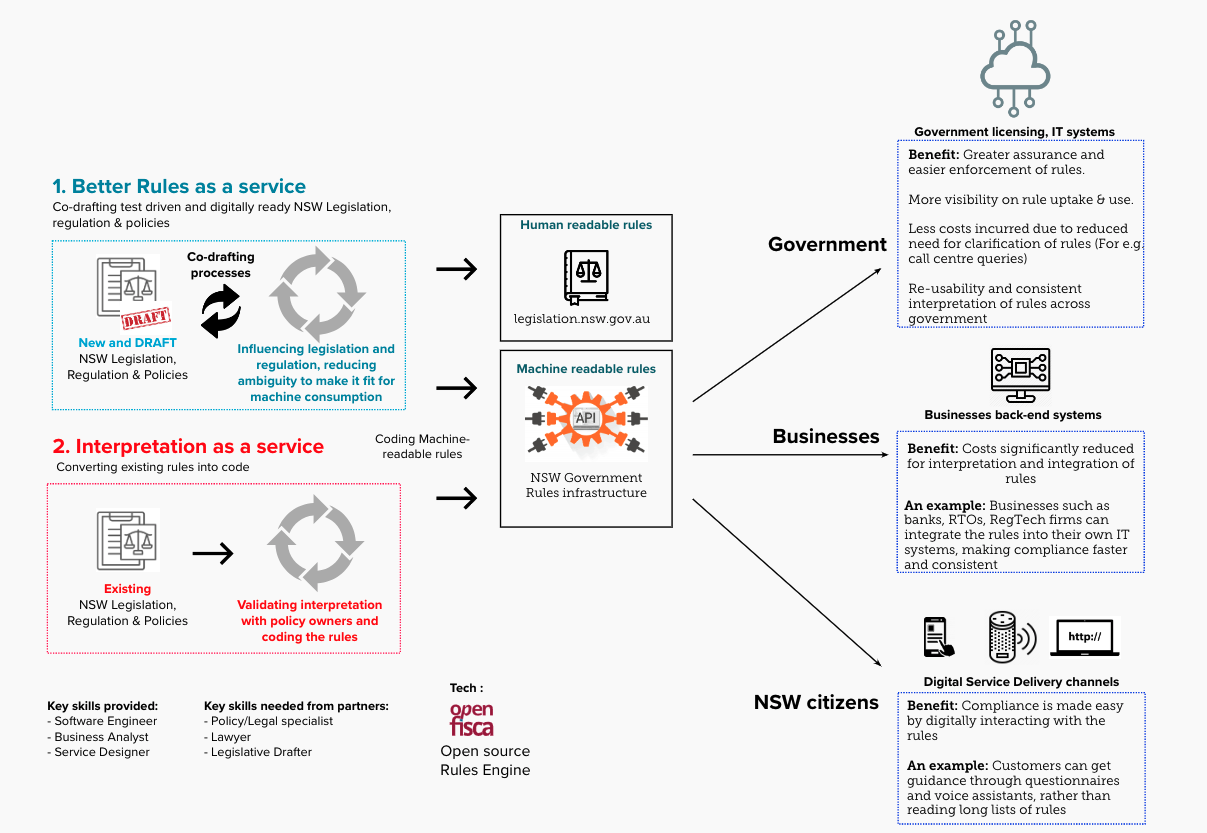 1. Better Rules as a service
Co-drafting test driven and digitally ready NSW Legislation,
regulation & policies
Co-drafting
processes
DRAFT
New and DRAFT
NSW Legislation,
Regulation & Policies
Influencing legislation and
regulation, reducing
ambiguity to make it fit for
machine consumption
2. Interpretation as a service
Converting existing rules into code
Coding Machine-
readable rules
Existing
NSW Legislation,
Regulation & Policies
Validating interpretation
with policy owners and
coding the rules
Key skills provided:
- Software Engineer
- Business Analyst
- Service Designer
Key skills needed from partners:
- Policy/Legal specialist
- Lawyer
- Legislative Drafter
Tech :
open
fisca
Open source
Rules Engine
Human readable rules
legislation.nsw.gov.au
Machine readable rules
API
NSW Government
Rules infrastructure
Government
Businesses
NSW citizens
Government licensing, IT systems
Benefit: Greater assurance and
easier enforcement of rules.
More visibility on rule uptake & use.
Less costs incurred due to reduced
need for clarification of rules (For e.g.
call centre queries)
Re-usability and consistent
interpretation of rules across
government
Businesses back-end systems
Benefit: Costs significantly reduced
for interpretation and integration of
rules
An example: Businesses such as
banks, RTOs, RegTech firms can
integrate the rules into their own IT
systems, making compliance faster
and consistent
http://
Digital Service Delivery channels
Benefit: Compliance is made easy
by digitally interacting with the
rules
An example: Customers can get
guidance through questionnaires
and voice assistants, rather than
reading long lists of rules